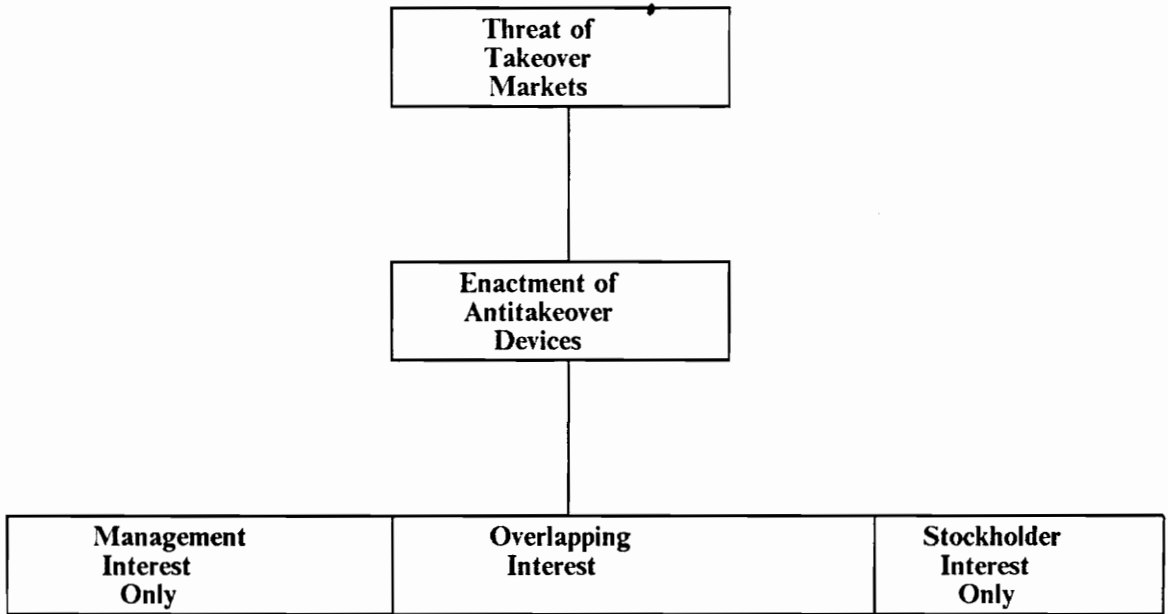 Threat of
Takeover
Markets
Enactment of
Antitakeover
Devices
Management
Interest
Only
Overlapping
Interest
Stockholder
Interest
Only